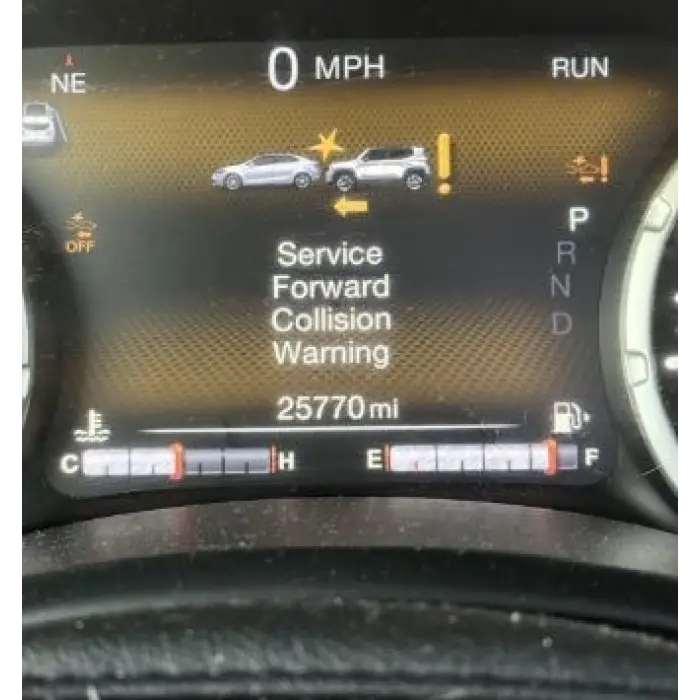 NE
0 MPH
RUN
OFF
P
R
N
D
Service
Forward
Collision
Warning
25770 mi
C
H
E
F